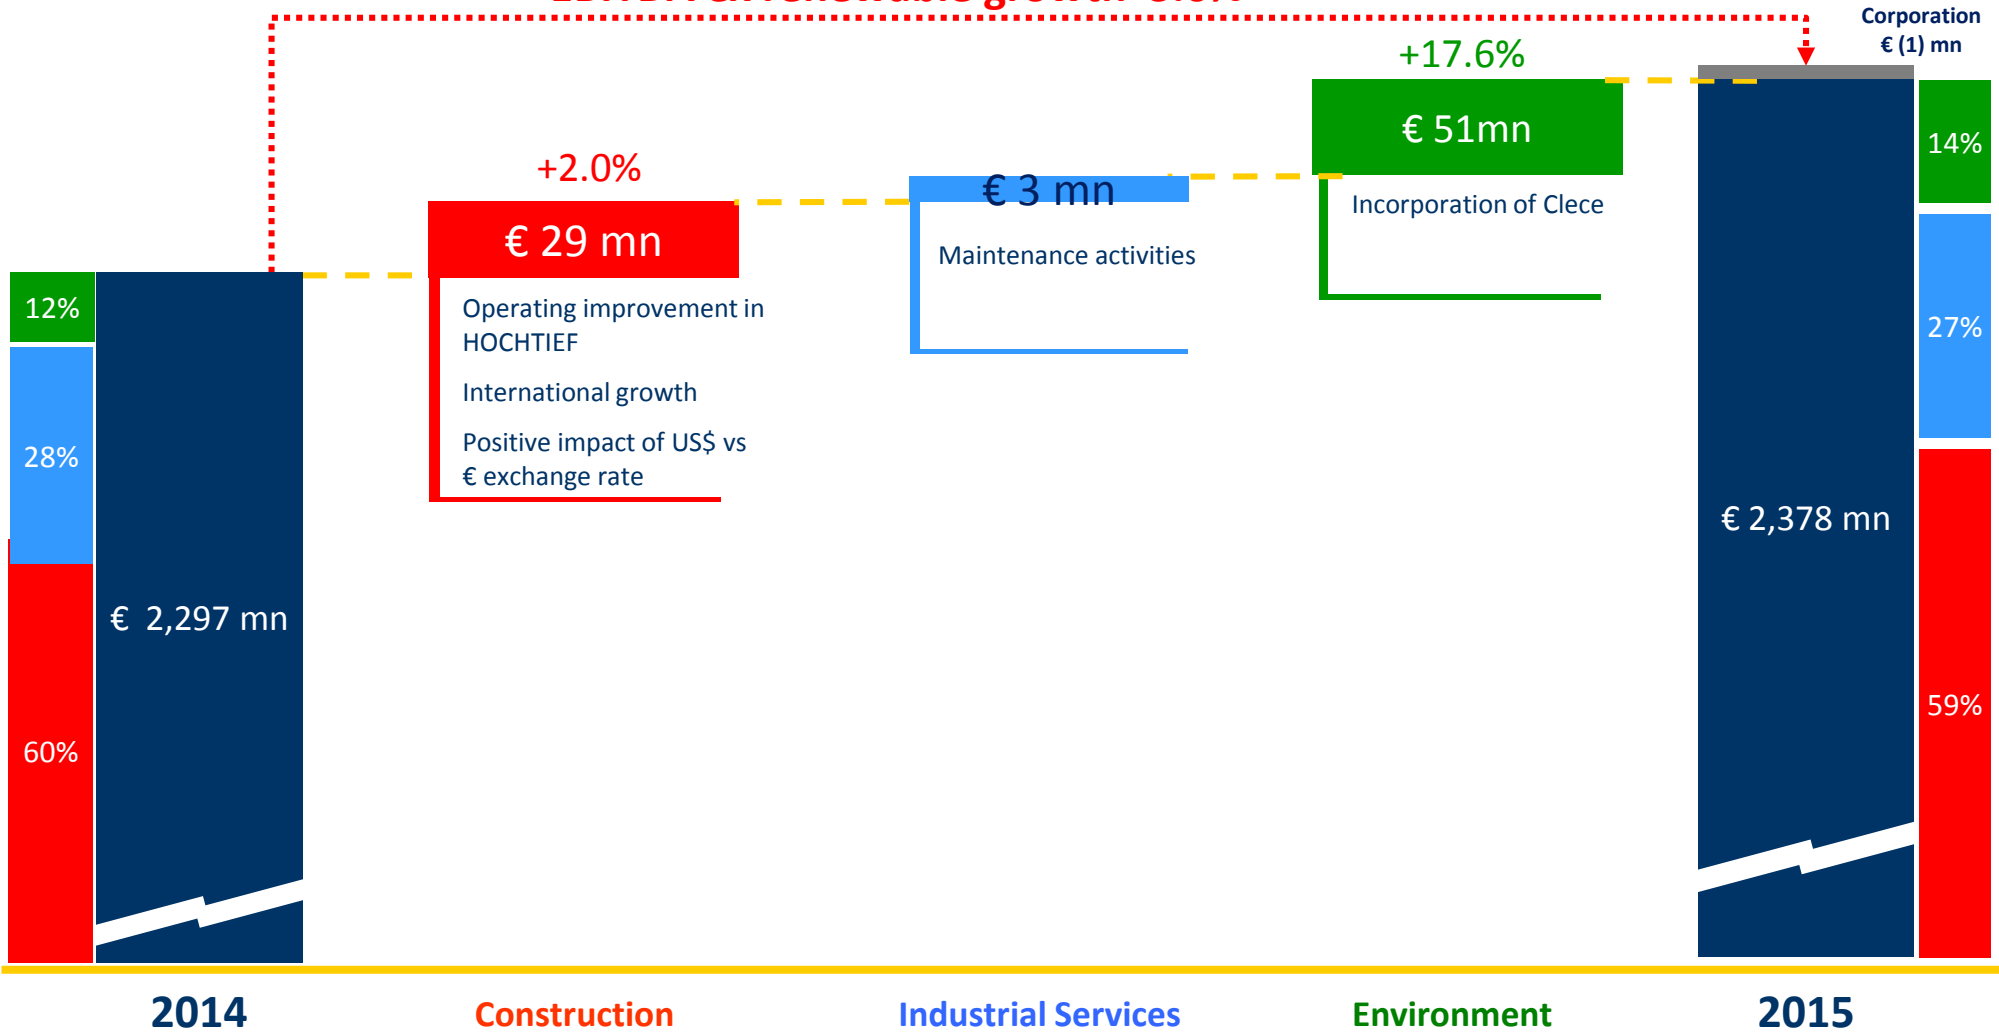 Corporation
€ (1) mn
+17.6%
€ 51mn
Incorporation of Clece
+2.0%
€ 29 mn
Operating improvement in
HOCHTIEF
International growth
Positive impact of US$ vs
€ exchange rate
€ 3 mn
Maintenance activities
12%
28%
60%
€ 2,297 mn
€ 2,378 mn
14%
27%
59%
2014
Construction
Industrial Services
Environment
2015